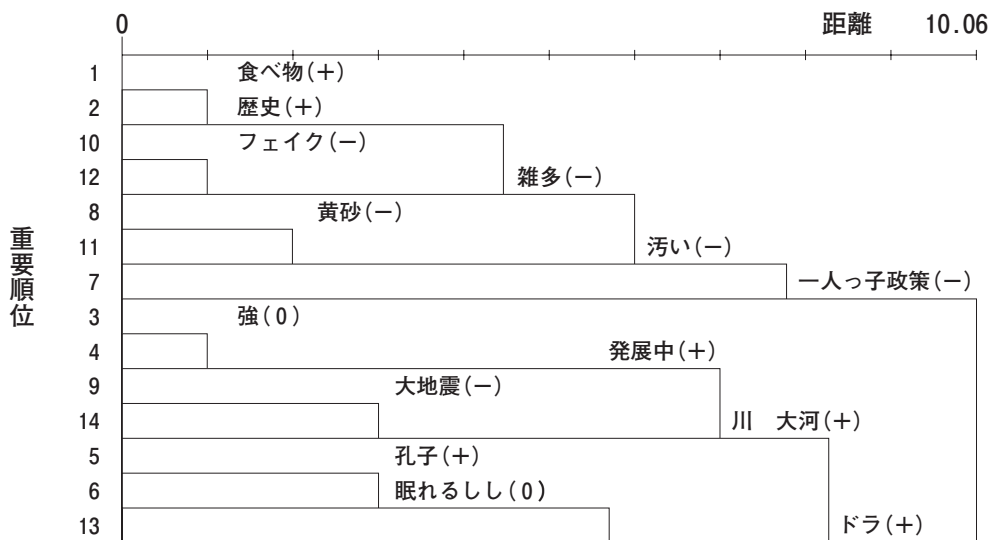 0 距離 10.06
重要順位
1 食べ物(+)
2 歴史(+)
10 フェイク(−)
12 雑多(−)
8 黄砂(−)
11 汚い(−)
7 一人っ子政策(−)
3 強(0)
4 発展中(+)
9 大地震(−)
14 川 大河(+)
5 孔子(+)
6 眠れるしし(0)
13 ドラ(+)